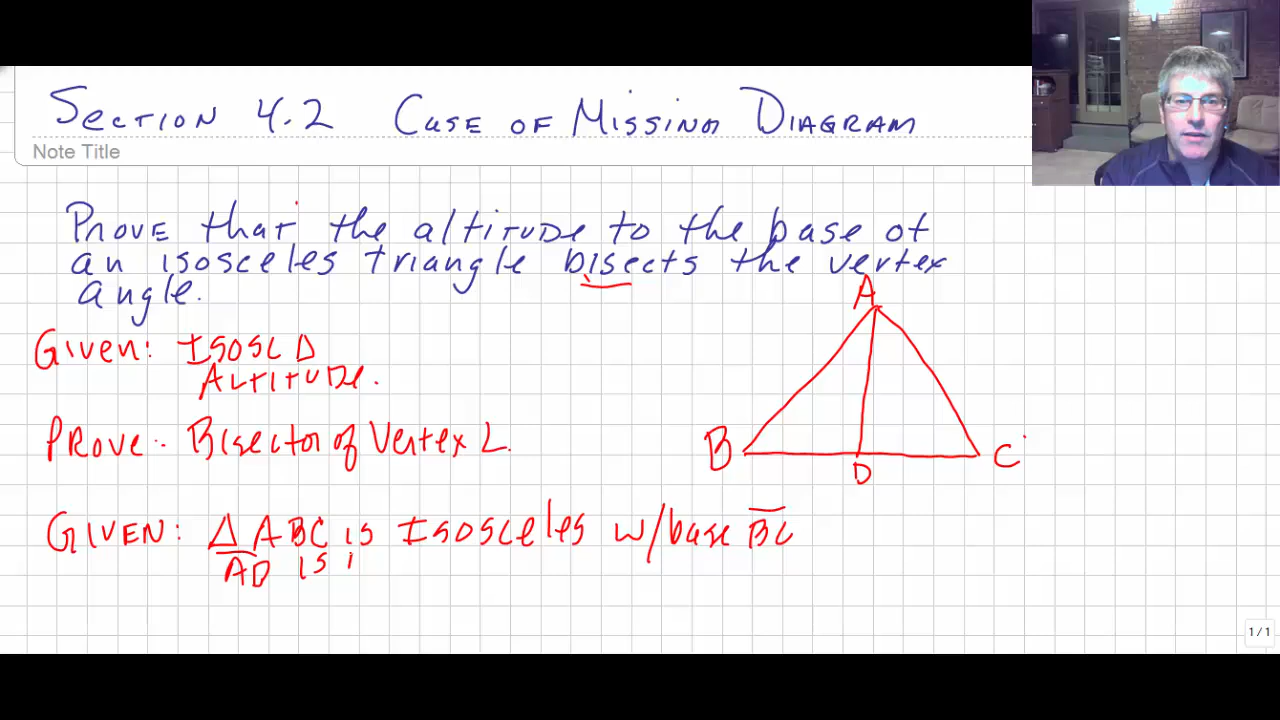 SECTION 4.2 CASE OF MISSING DIAGRAM
Note Title
PROVE that the altitude to the base of
an isosceles triangle bisects the vertex
angle.
GIVEN: ISOSC Δ
ALTITUDE.
PROVE: Bisector of Vertex ∠.
GIVEN: Δ ABC is Isosceles w/base BC
AD is
A
B
C
D
1/1